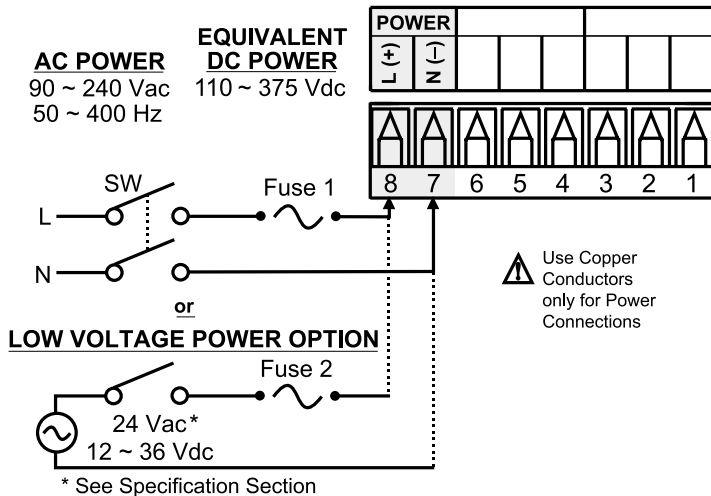 AC POWER
90 ~ 240 Vac
50 ~ 400 Hz
EQUIVALENT
DC POWER
110 ~ 375 Vdc
POWER
L (+)
N (–)
8 7 6 5 4 3 2 1
SW
Fuse 1
L
N
or
Use Copper
Conductors
only for Power
Connections
LOW VOLTAGE POWER OPTION
Fuse 2
24 Vac*
12 ~ 36 Vdc
* See Specification Section